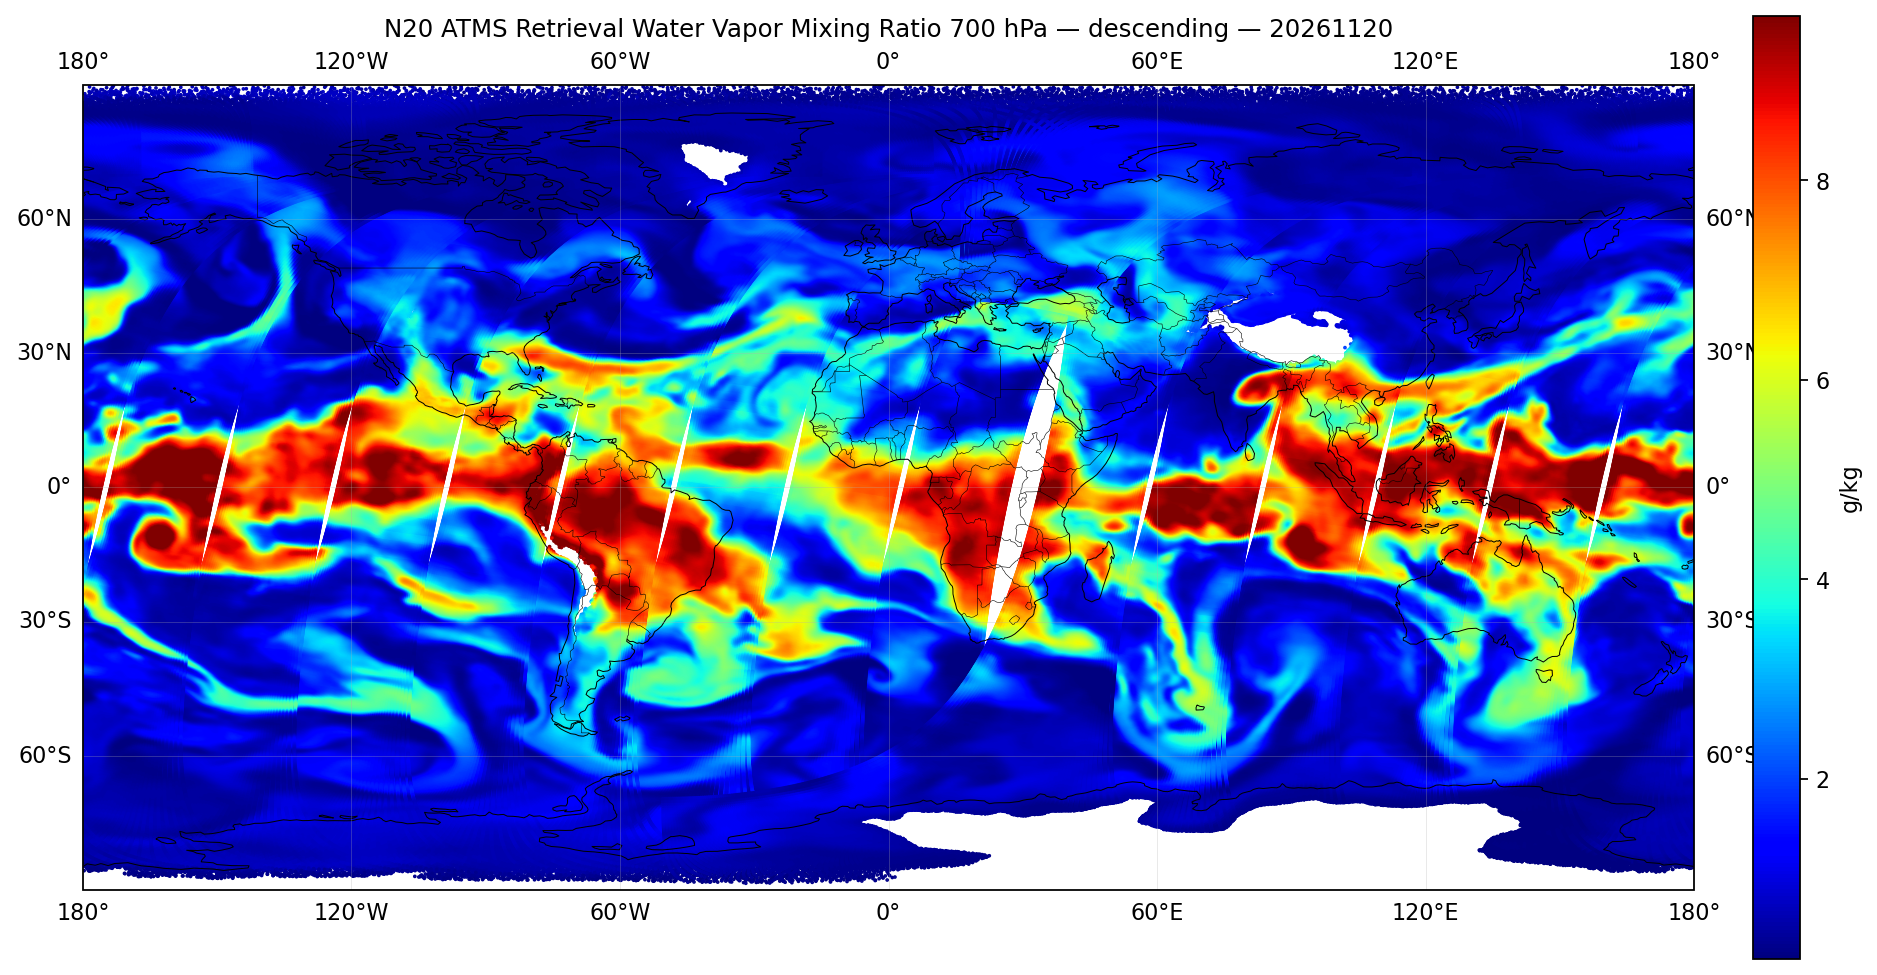 N20 ATMS Retrieval Water Vapor Mixing Ratio 700 hPa — descending — 20261120
180° 120°W 60°W 0° 60°E 120°E 180°
60°N 60°N
30°N 30°N
0° 0°
30°S 30°S
60°S 60°S
180° 120°W 60°W 0° 60°E 120°E 180°
8
6
4
2
g/kg